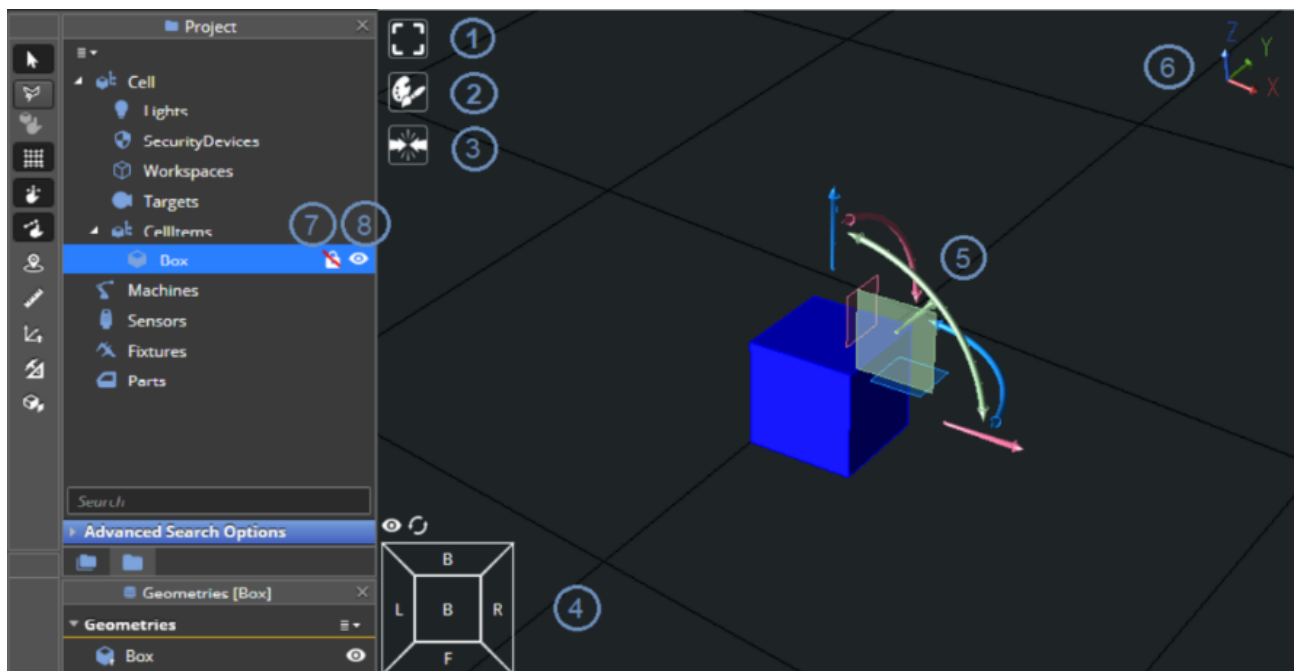 Project
1
2
3
6
Z
Y
X
Cell
Lights
SecurityDevices
Workspaces
Targets
7
8
CellItems
Box
Machines
Sensors
Fixtures
Parts
5
Search
Advanced Search Options
Geometries [Box]
Geometries
Box
B
L B R
F
4